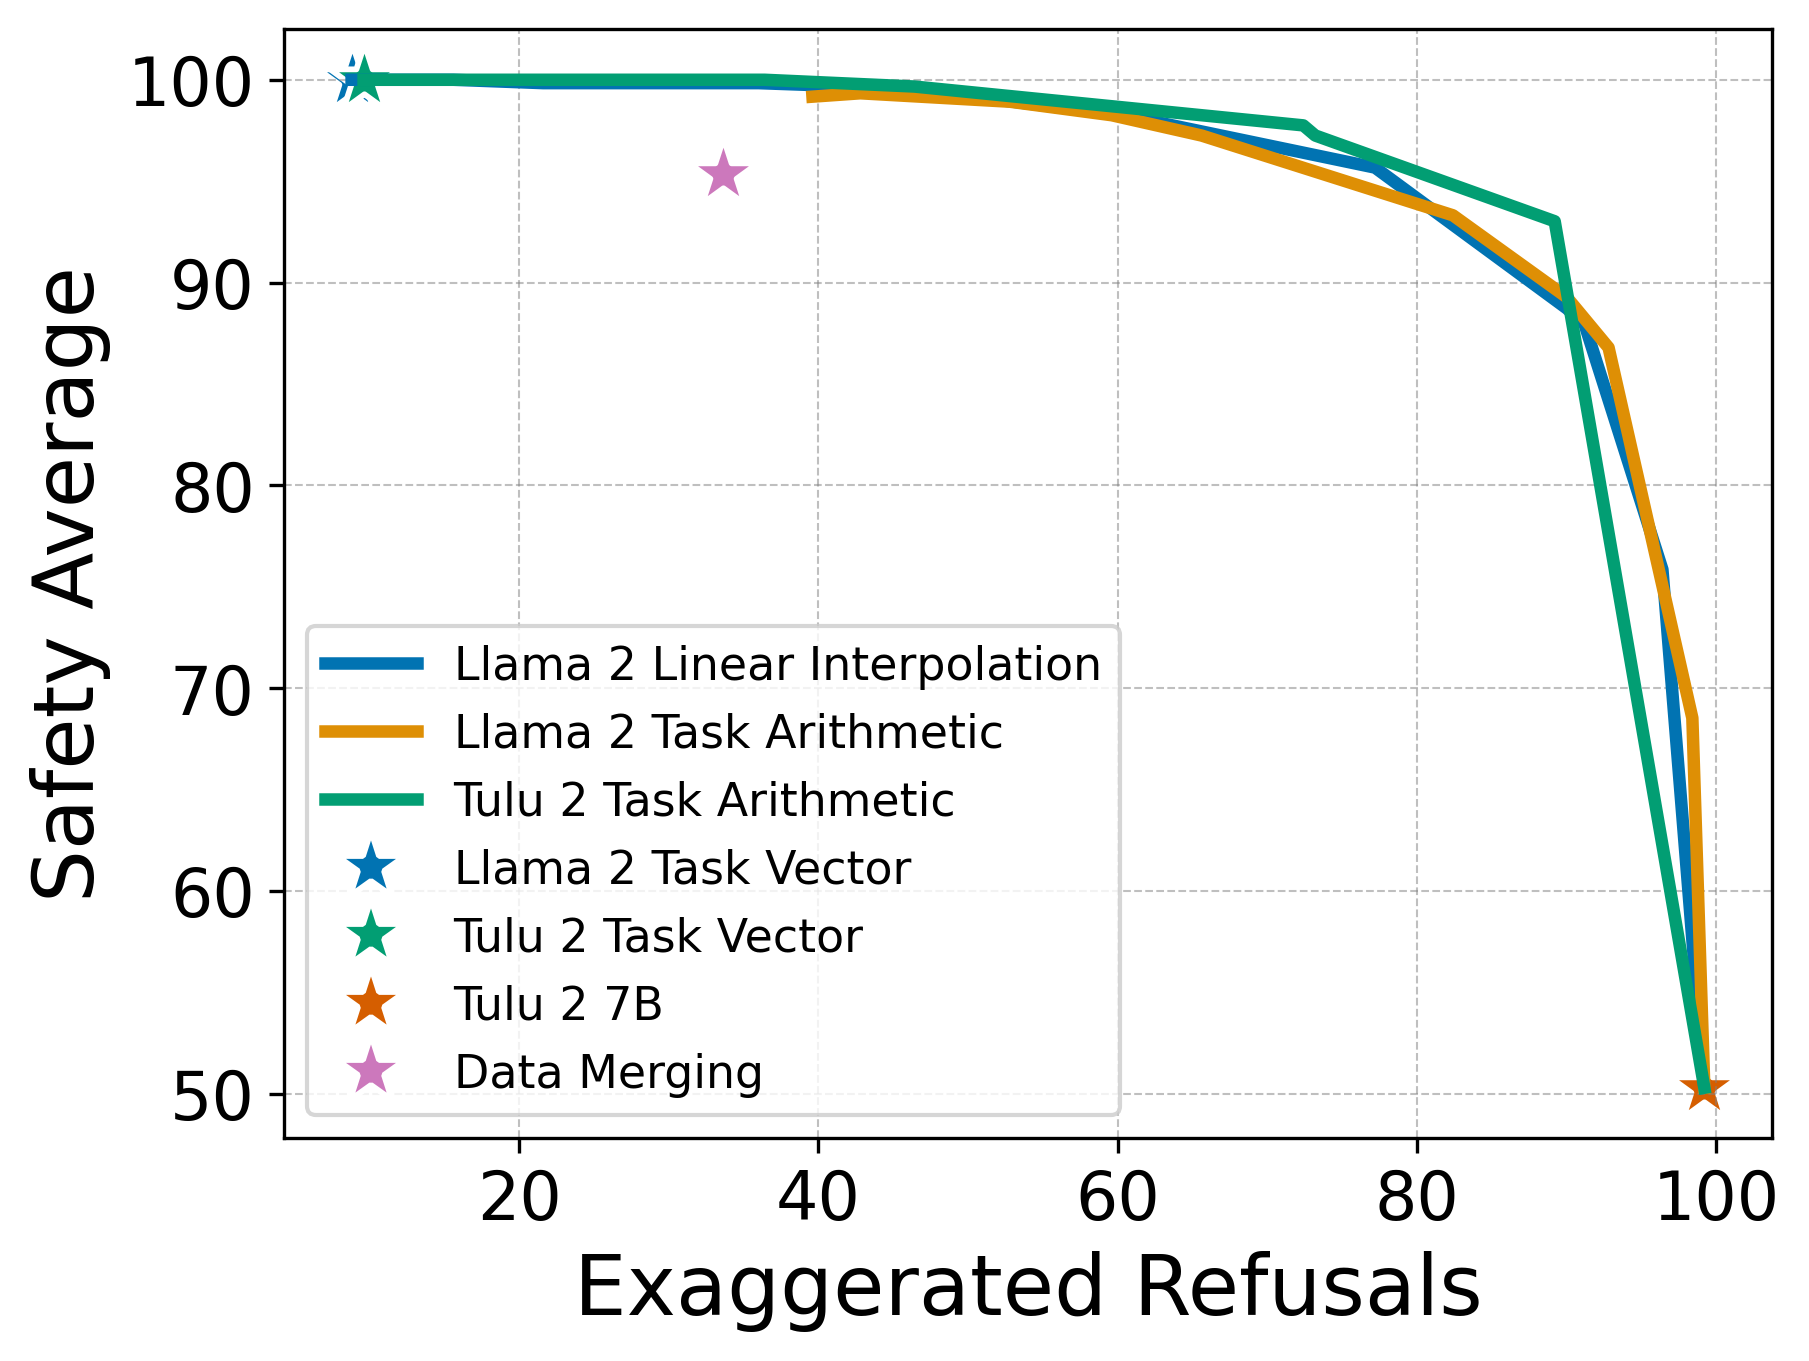 100
90
80
70
60
50
Safety Average
Llama 2 Linear Interpolation
Llama 2 Task Arithmetic
Tulu 2 Task Arithmetic
Llama 2 Task Vector
Tulu 2 Task Vector
Tulu 2 7B
Data Merging
20 40 60 80 100
Exaggerated Refusals